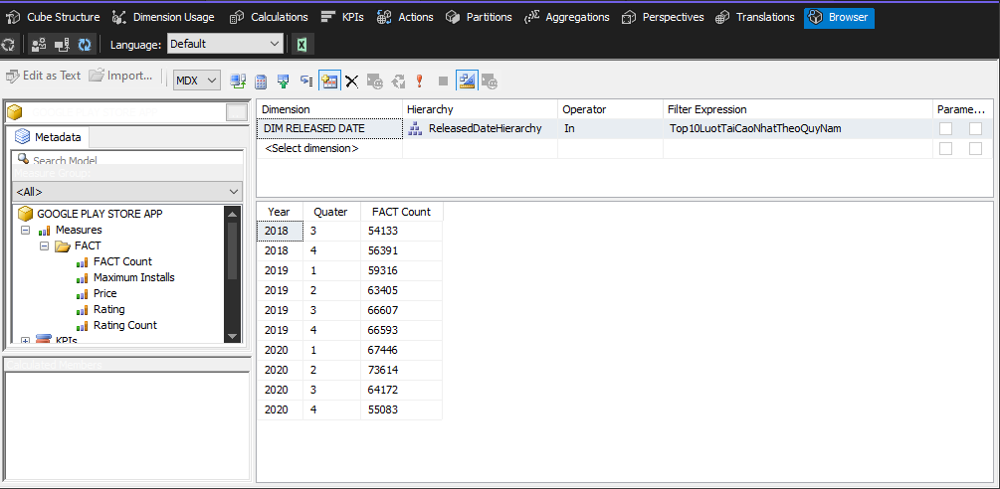 Cube Structure Dimension Usage Calculations KPIs Actions Partitions Aggregations Perspectives Translations Browser
Language: Default
Edit as Text Import... MDX
Metadata
Search Model
Measure Group:
<All>
GOOGLE PLAY STORE APP
Measures
FACT
FACT Count
Maximum Installs
Price
Rating
Rating Count
KPIs
Calculated Members
Dimension Hierarchy Operator Filter Expression Parame...
DIM RELEASED DATE ReleasedDateHierarchy In Top10LuotTaiCaoNhatTheoQuyNam
<Select dimension>
Year Quater FACT Count
2018 3 54133
2018 4 56391
2019 1 59316
2019 2 63405
2019 3 66607
2019 4 66593
2020 1 67446
2020 2 73614
2020 3 64172
2020 4 55083